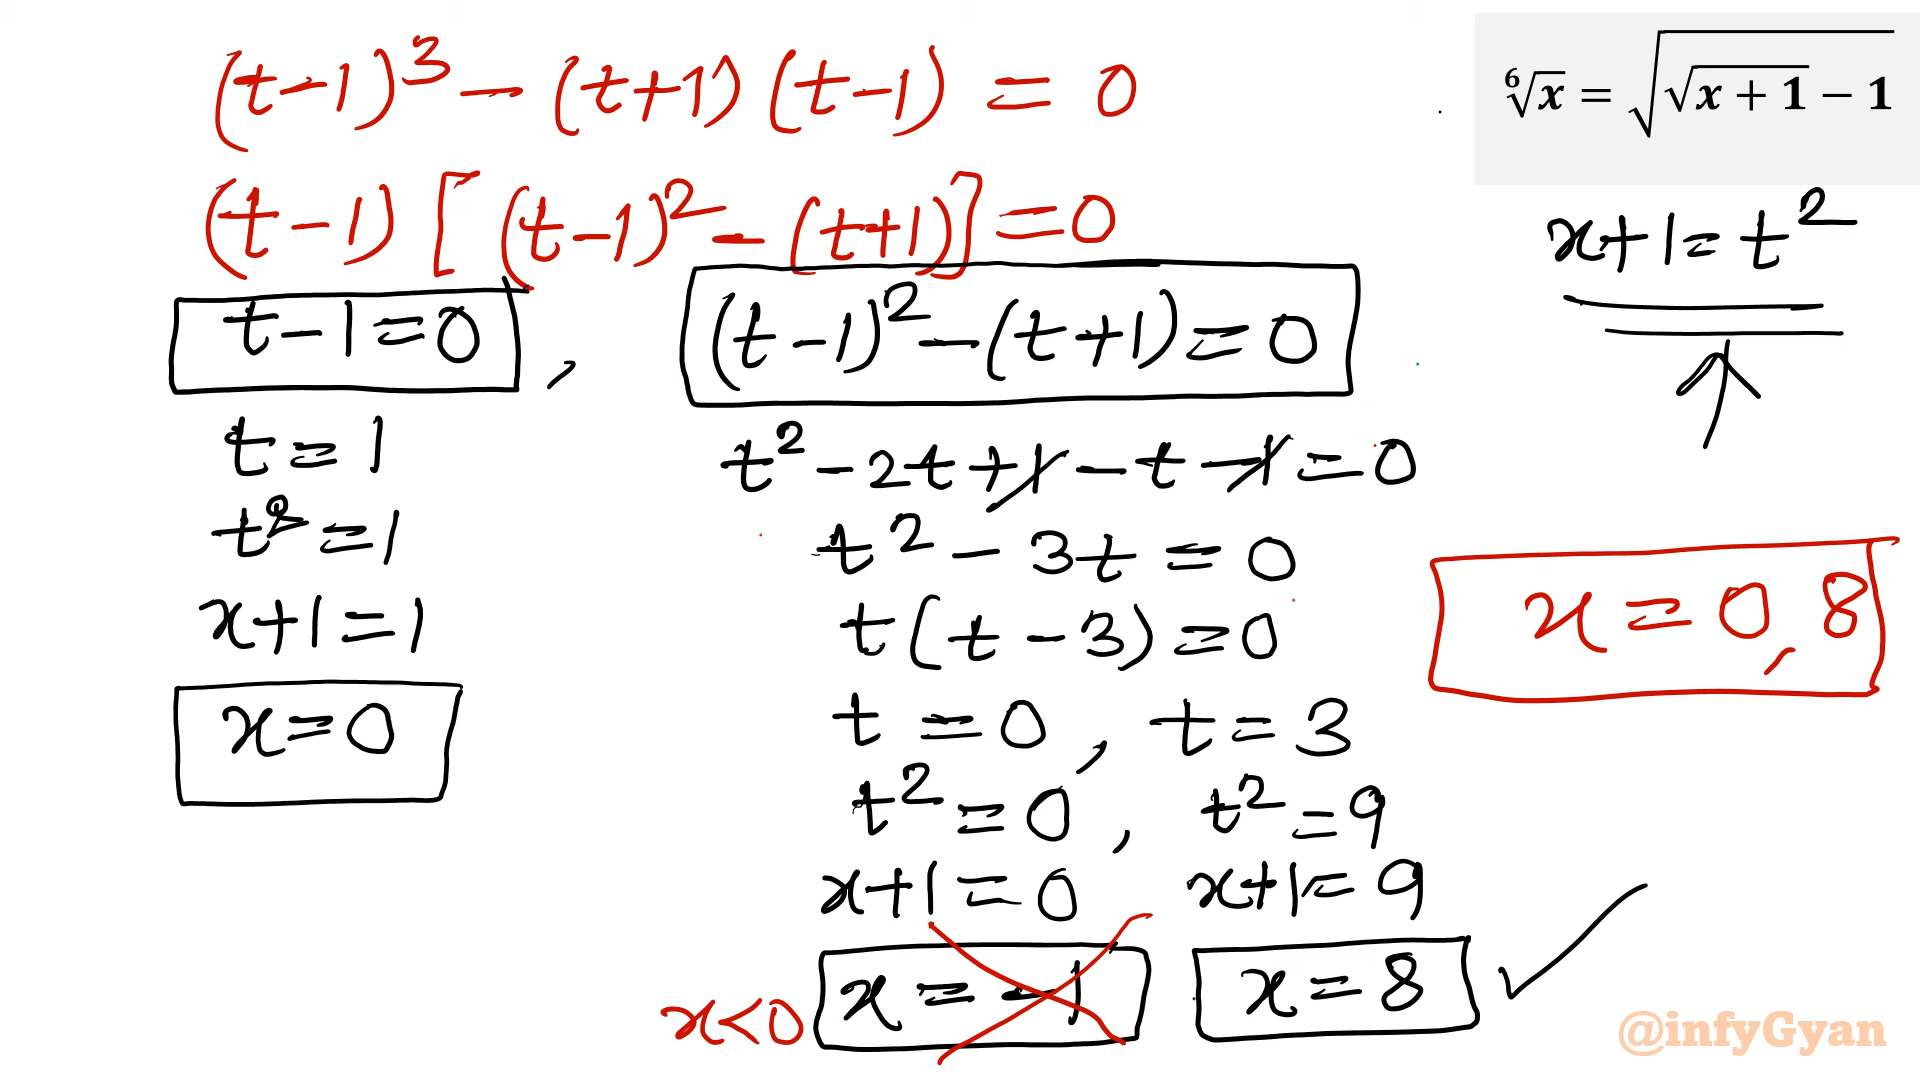 (t-1)³ - (t+1)(t-1) = 0
⁶√x = √(√(x+1) - 1)
(t-1)[(t-1)² - (t+1)] = 0
x+1 = t²
t-1 = 0 , (t-1)² - (t+1) = 0
t = 1
t² - 2t + 1 - t - 1 = 0
t² = 1
t² - 3t = 0
x+1 = 1
t(t-3) = 0
x = 0, 8
x = 0
t = 0 , t = 3
t² = 0 , t² = 9
x+1 = 0 x+1 = 9
x<0 x = -1 x = 8
@infyGyan